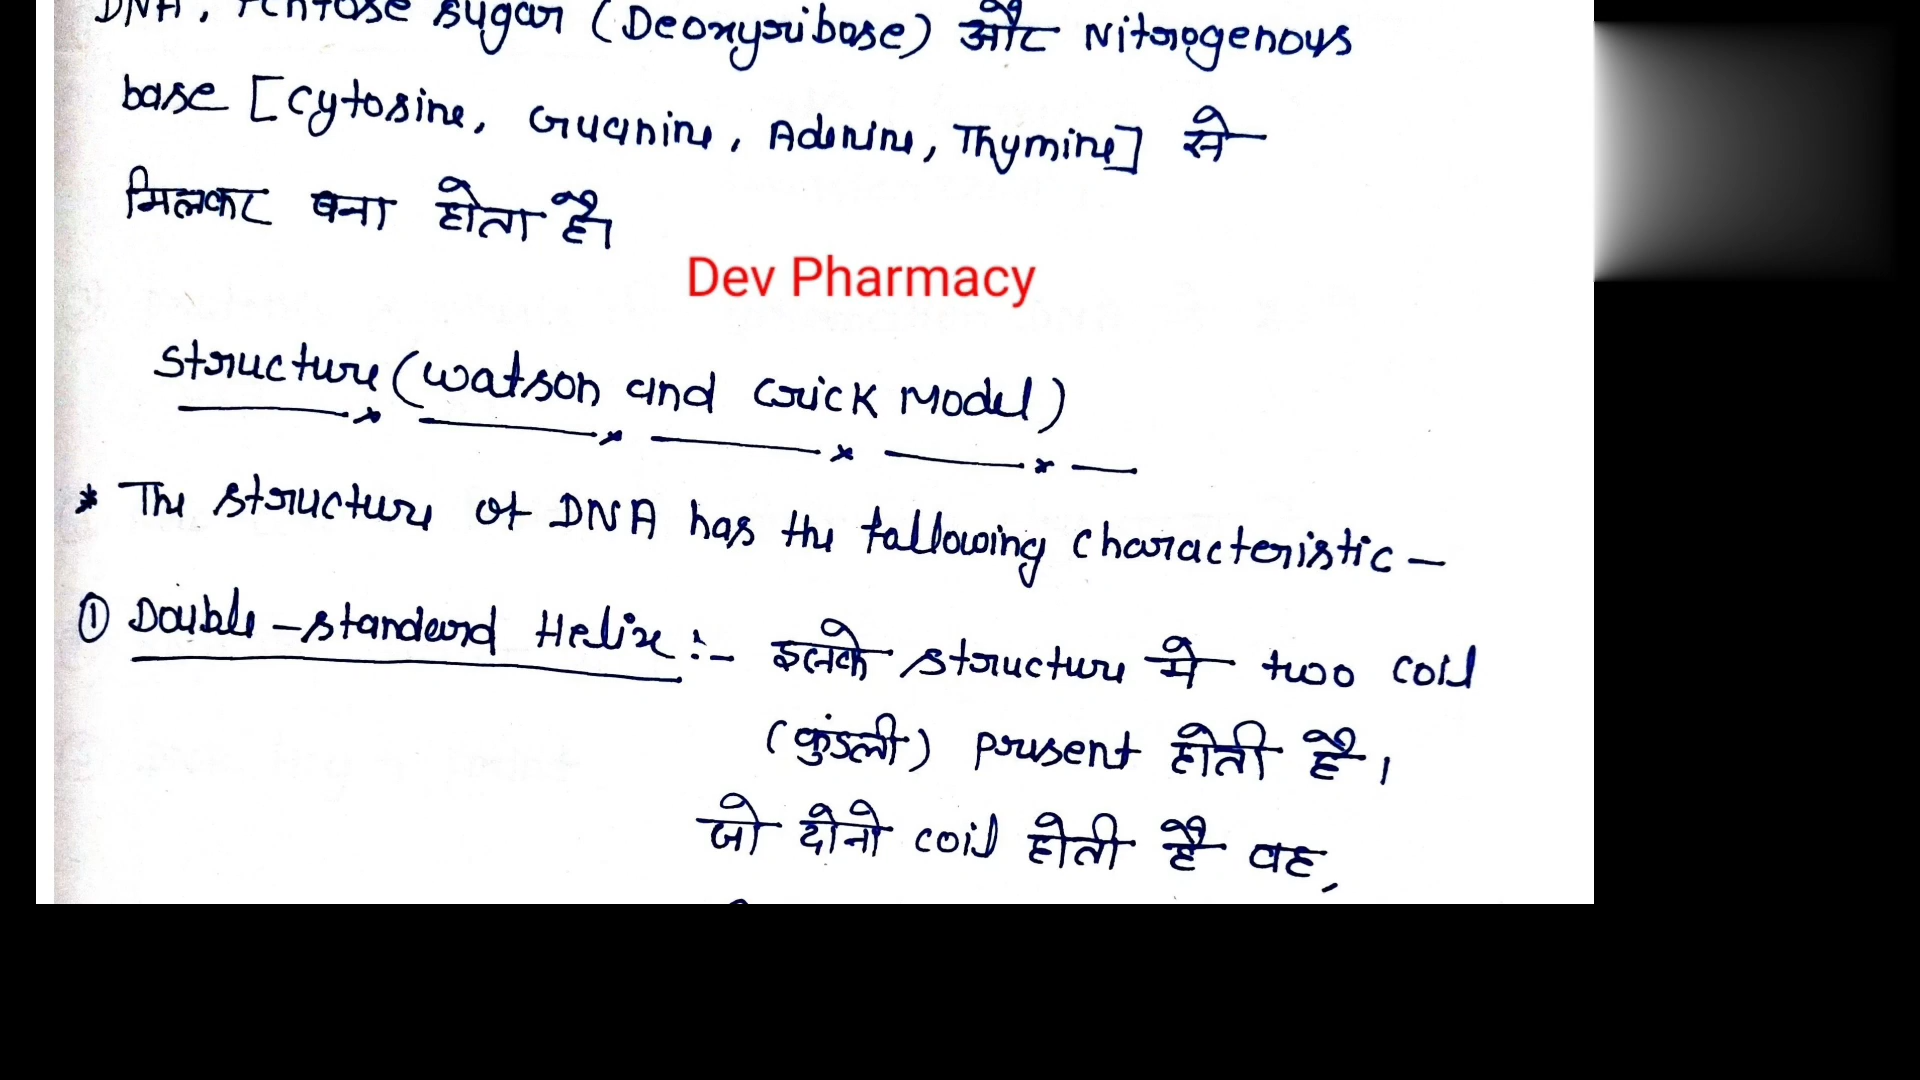 DNA, Pentose sugar (Deoxyribose) और Nitrogenous
base [Cytosine, Guanine, Adenine, Thymine] से
मिलकर बना होता है।
Dev Pharmacy
Structure (Watson and Crick Model)
* The structure of DNA has the following characteristic –
① Double-standard Helix :- इसके structure मे two coil
(कुंडली) present होती है।
जो दोनो coil होती है वह,